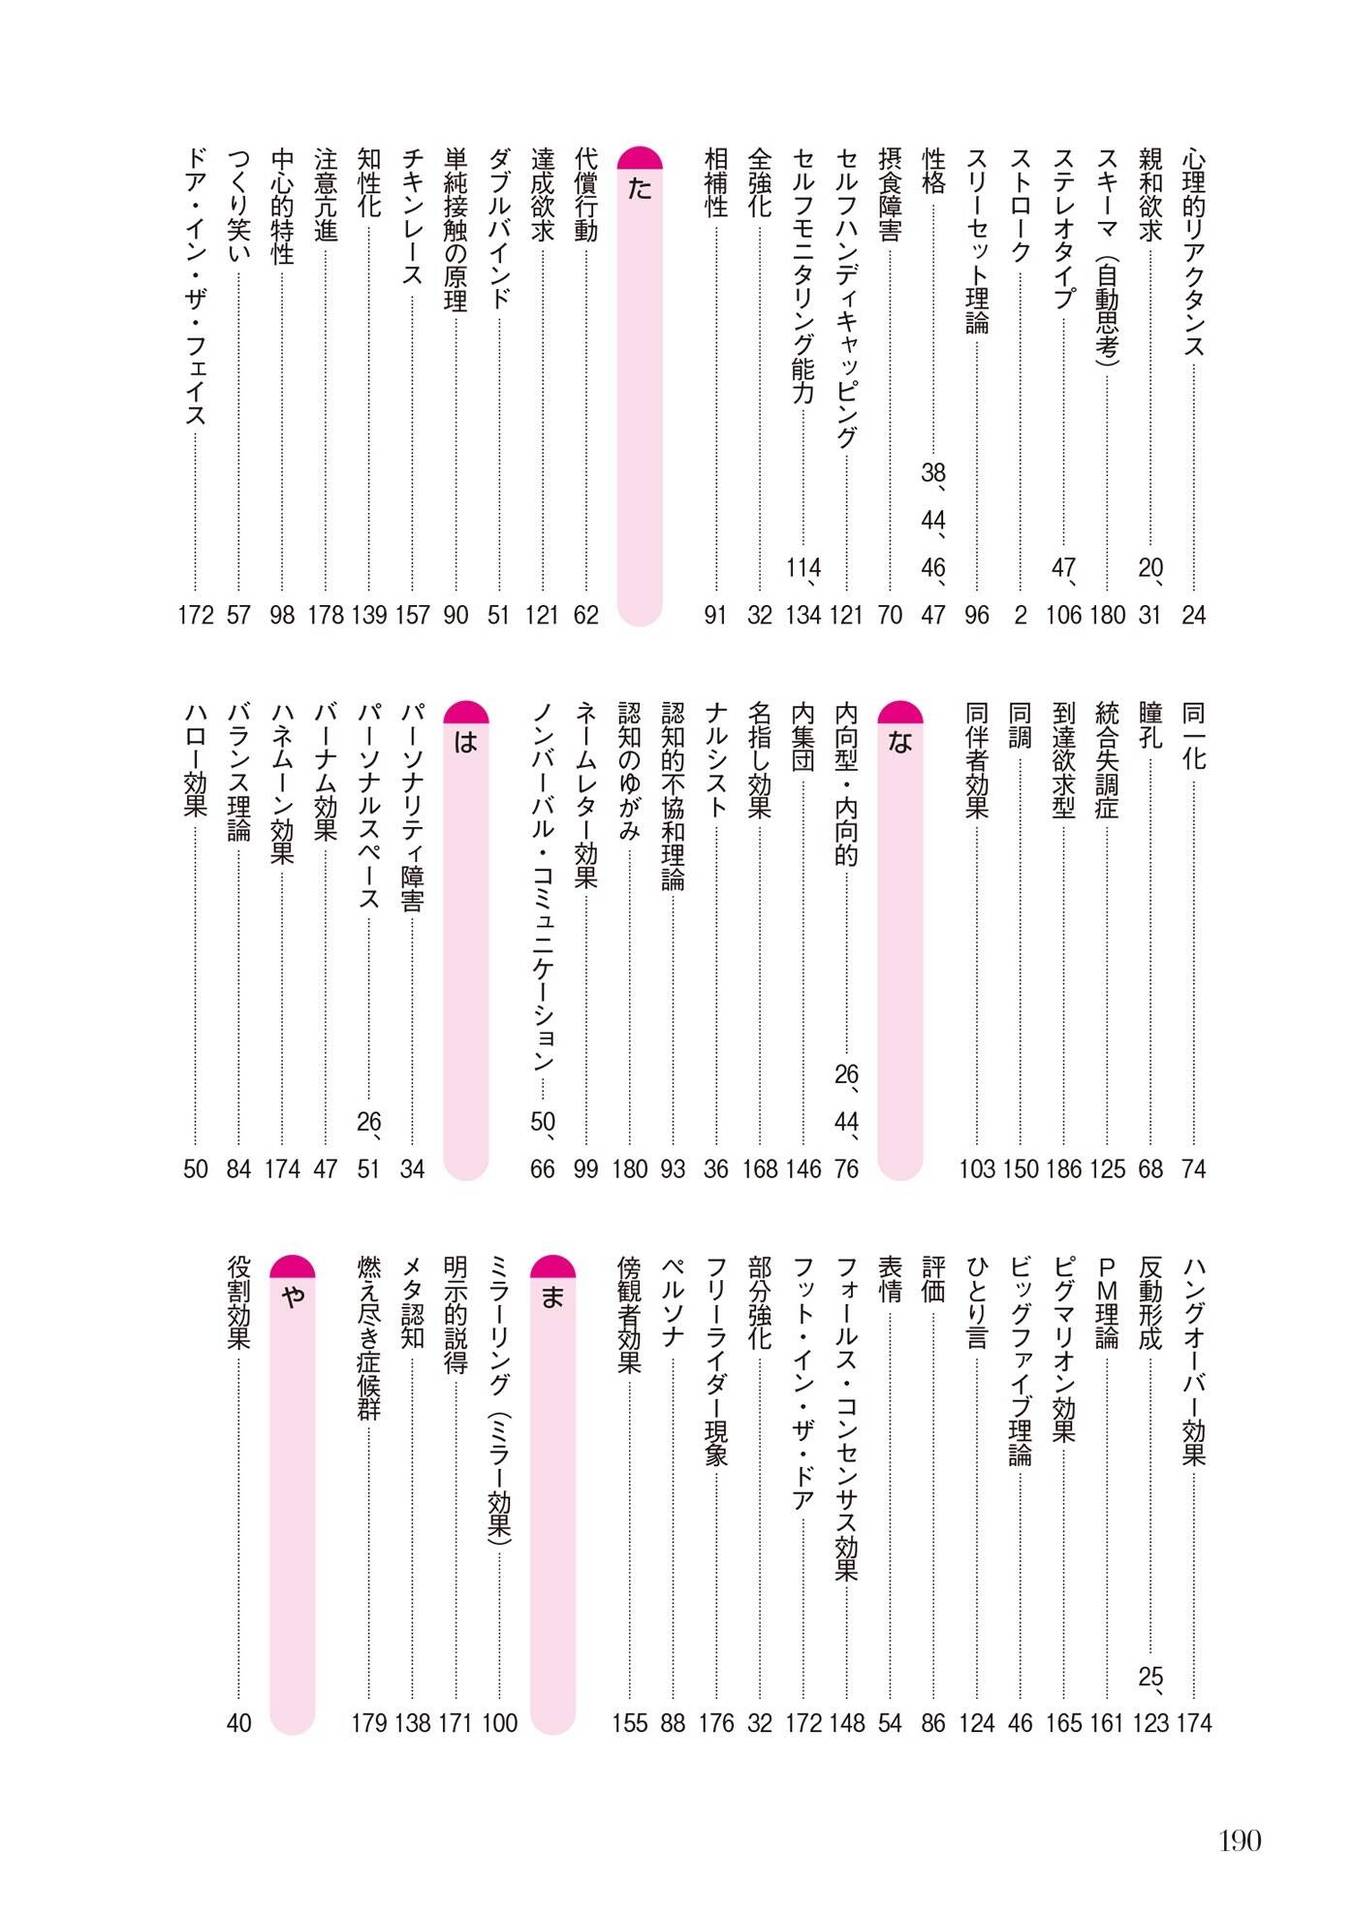 心理的リアクタンス 24
親和欲求 20、31
スキーマ（自動思考） 180
ステレオタイプ 47、106
ストローク 2
スリーセット理論 96
性格 38、44、46、47
摂食障害 70
セルフハンディキャッピング 121
セルフモニタリング能力 114、134
全強化 32
相補性 91
た
代償行動 62
達成欲求 121
ダブルバインド 51
単純接触の原理 90
チキンレース 157
知性化 139
注意亢進 178
中心的特性 98
つくり笑い 57
ドア・イン・ザ・フェイス 172
同一化 74
瞳孔 68
統合失調症 125
到達欲求型 186
同調 150
同伴者効果 103
な
内向型・内向的 26、44、76
内集団 146
名指し効果 168
ナルシスト 36
認知的不協和理論 93
認知のゆがみ 180
ネームレター効果 99
ノンバーバル・コミュニケーション 50、66
は
パーソナリティ障害 34
パーソナルスペース 26、51
バーナム効果 47
ハネムーン効果 174
バランス理論 84
ハロー効果 50
ハングオーバー効果 174
反動形成 25、123
ＰＭ理論 161
ピグマリオン効果 165
ビッグファイブ理論 46
ひとり言 124
評価 86
表情 54
フォールス・コンセンサス効果 148
フット・イン・ザ・ドア 172
部分強化 32
フリーライダー現象 176
ペルソナ 88
傍観者効果 155
ま
ミラーリング（ミラー効果） 100
明示的説得 171
メタ認知 138
燃え尽き症候群 179
や
役割効果 40
190